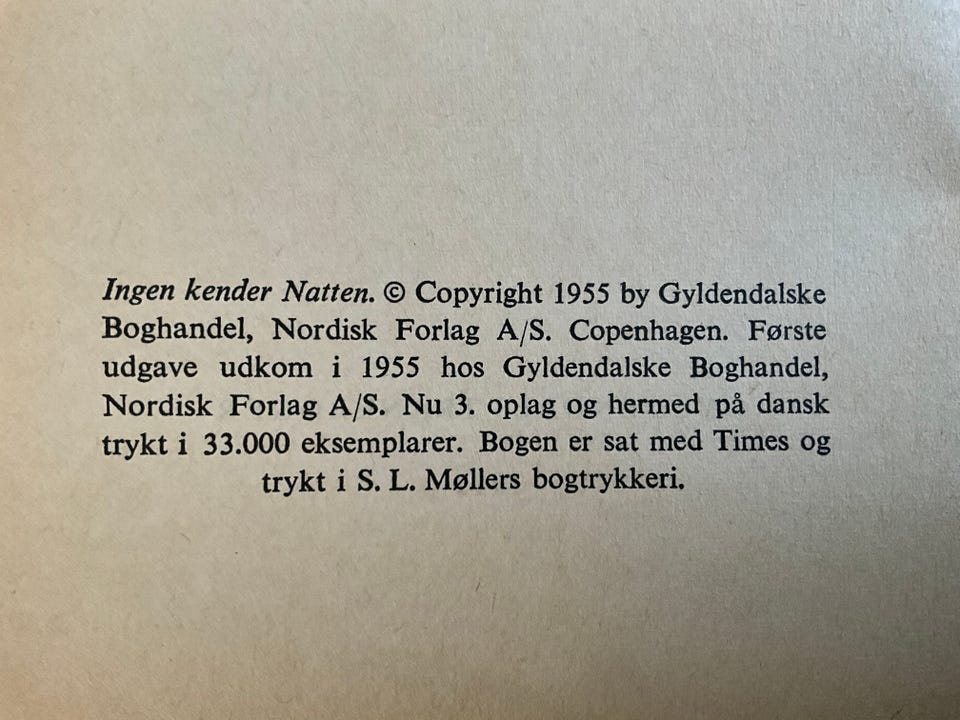 Ingen kender Natten. © Copyright 1955 by Gyldendalske
Boghandel, Nordisk Forlag A/S. Copenhagen. Første
udgave udkom i 1955 hos Gyldendalske Boghandel,
Nordisk Forlag A/S. Nu 3. oplag og hermed på dansk
trykt i 33.000 eksemplarer. Bogen er sat med Times og
trykt i S. L. Møllers bogtrykkeri.